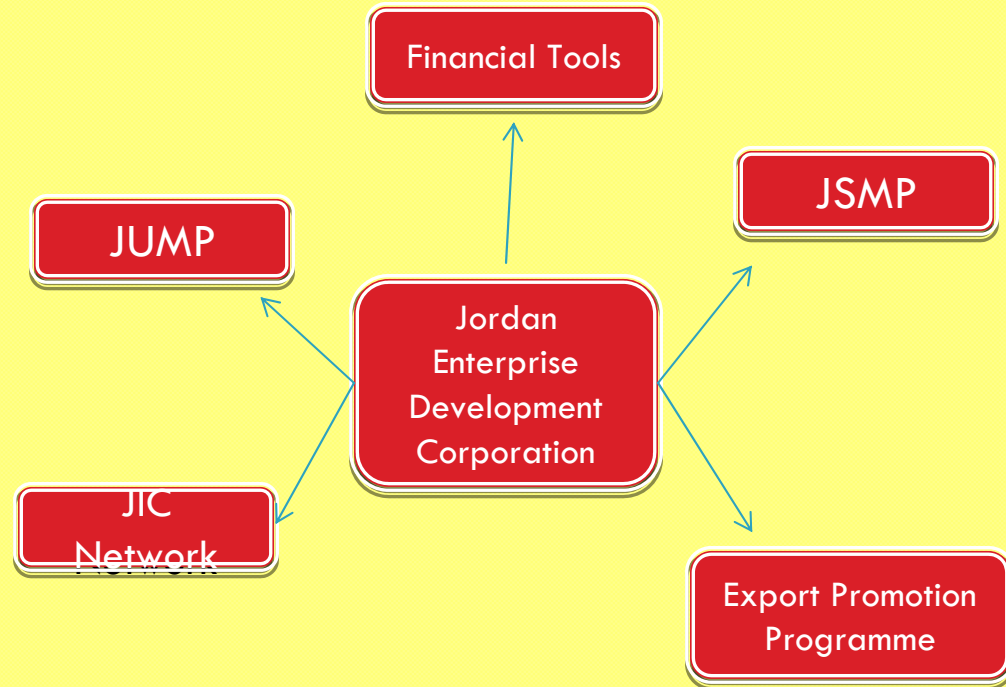 Financial Tools
JSMP
JUMP
Jordan
Enterprise
Development
Corporation
JIC
Network
Export Promotion
Programme